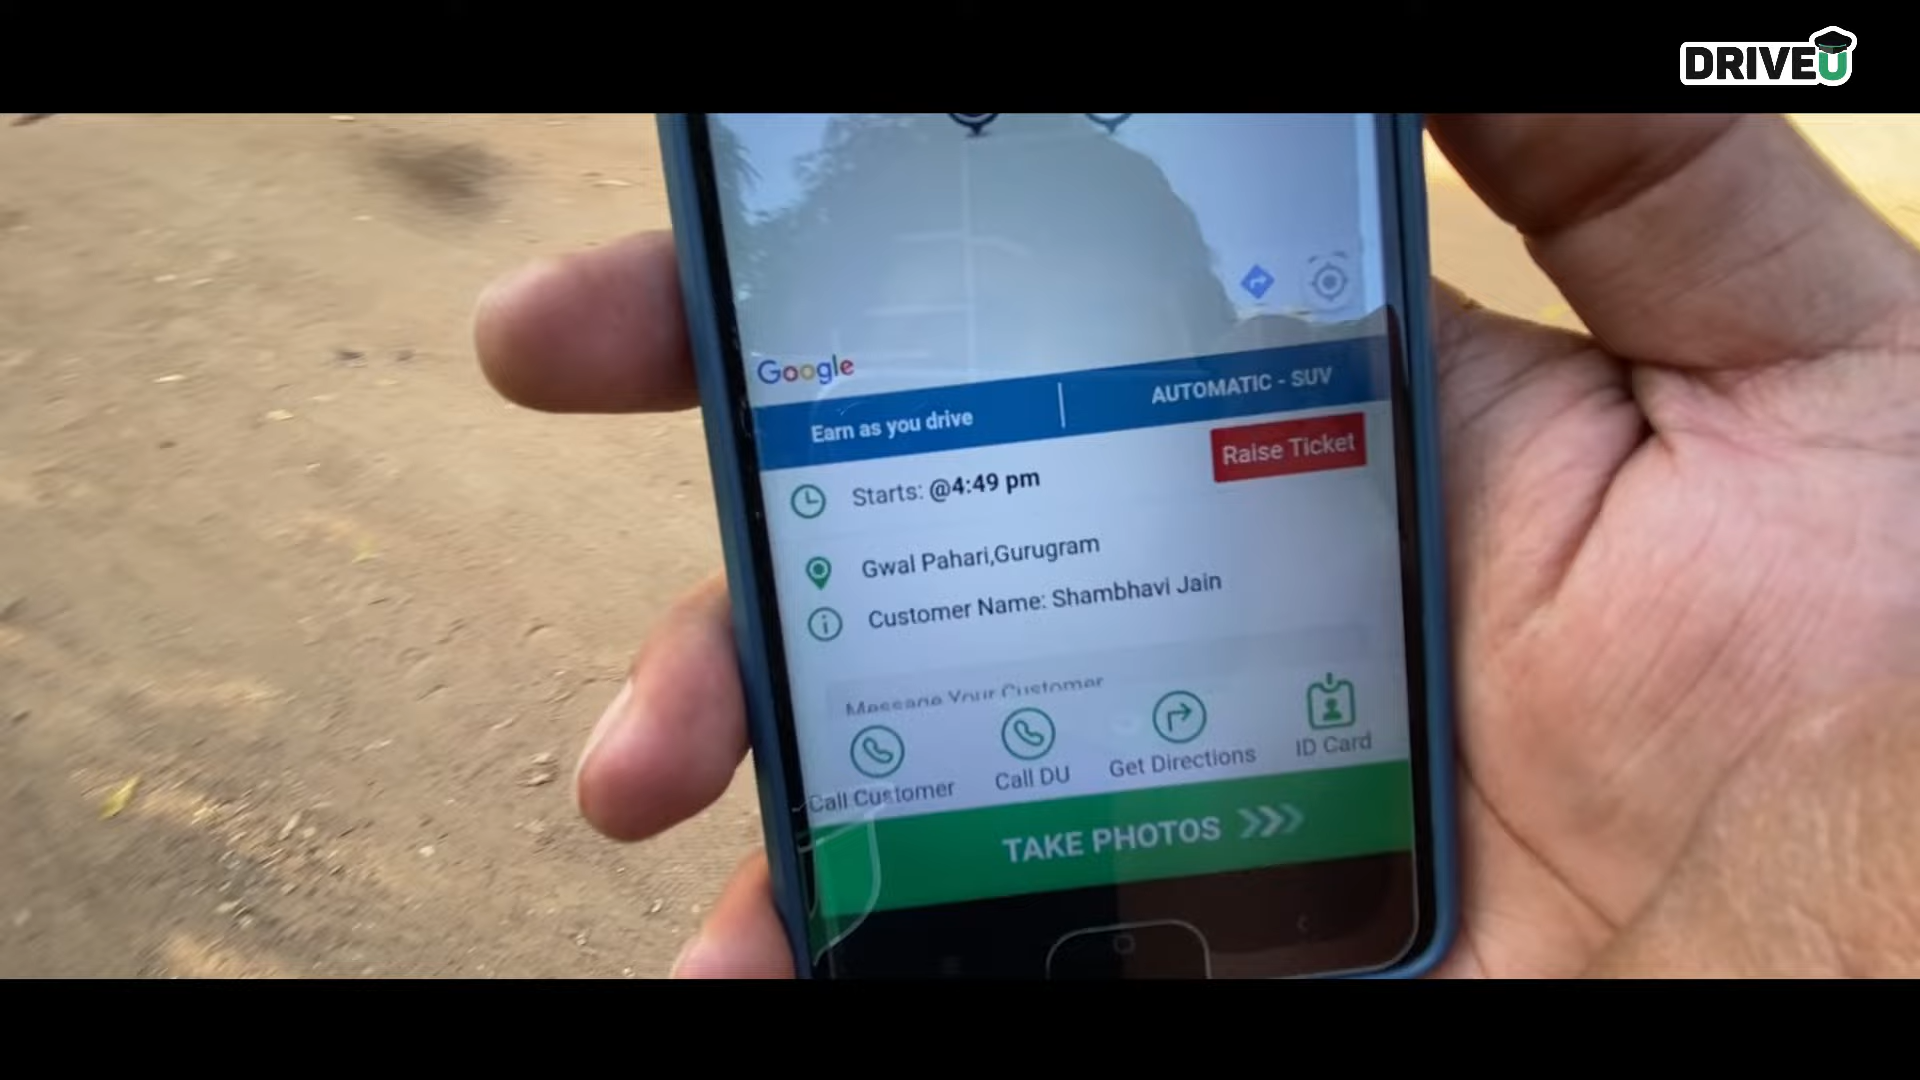 DRIVEU
Google
Earn as you drive
AUTOMATIC - SUV
Raise Ticket
Starts: @4:49 pm
Gwal Pahari,Gurugram
Customer Name: Shambhavi Jain
Message Your Customer
Call Customer
Call DU
Get Directions
ID Card
TAKE PHOTOS